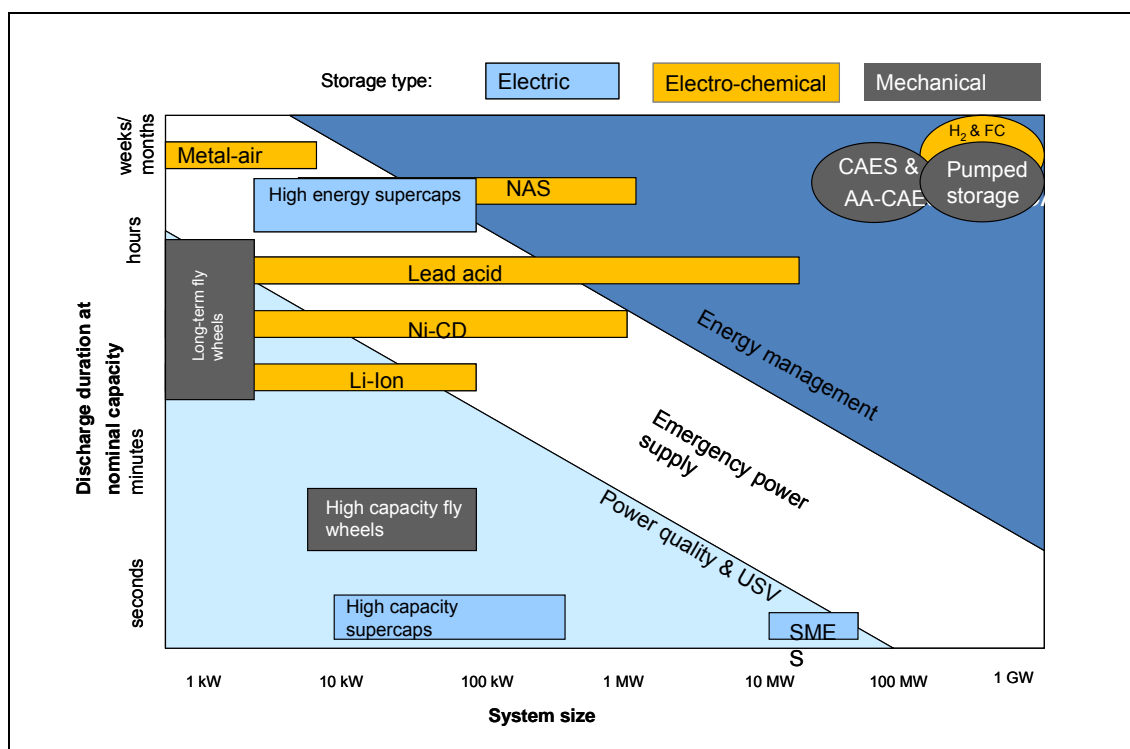 Storage type:
Electric
Electro-chemical
Mechanical
weeks/
months
hours
minutes
seconds
Discharge duration at
nominal capacity
Metal-air
High energy supercaps
NAS
H₂ & FC
CAES &
AA-CAES
Pumped
storage
Long-term fly
wheels
Lead acid
Ni-CD
Li-Ion
Energy management
Emergency power
supply
Power quality & USV
High capacity fly
wheels
High capacity
supercaps
SME
S
1 kW
10 kW
100 kW
1 MW
10 MW
100 MW
1 GW
System size